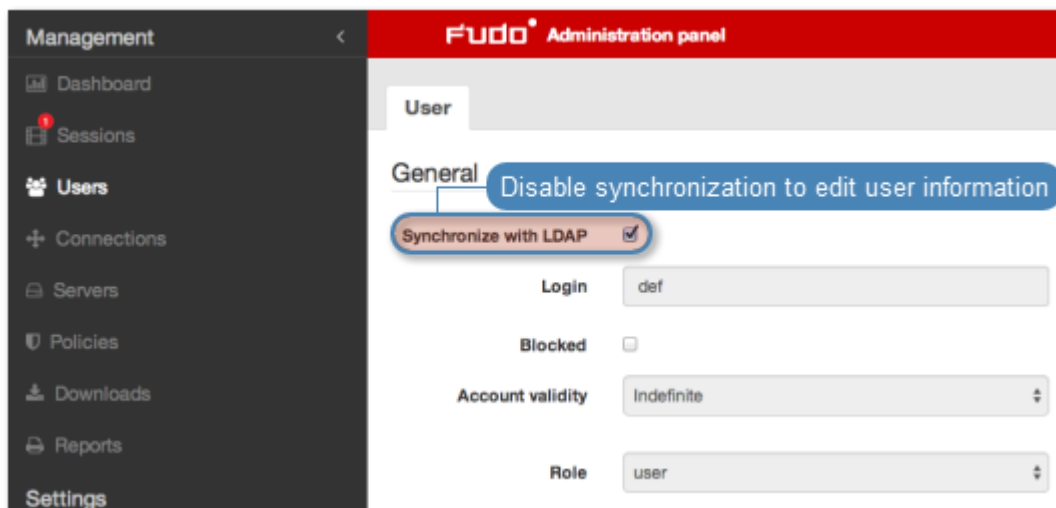 Management
Dashboard
1
Sessions
Users
Connections
Servers
Policies
Downloads
Reports
Settings
FUDO Administration panel
User
General
Disable synchronization to edit user information
Synchronize with LDAP
Login def
Blocked
Account validity Indefinite
Role user